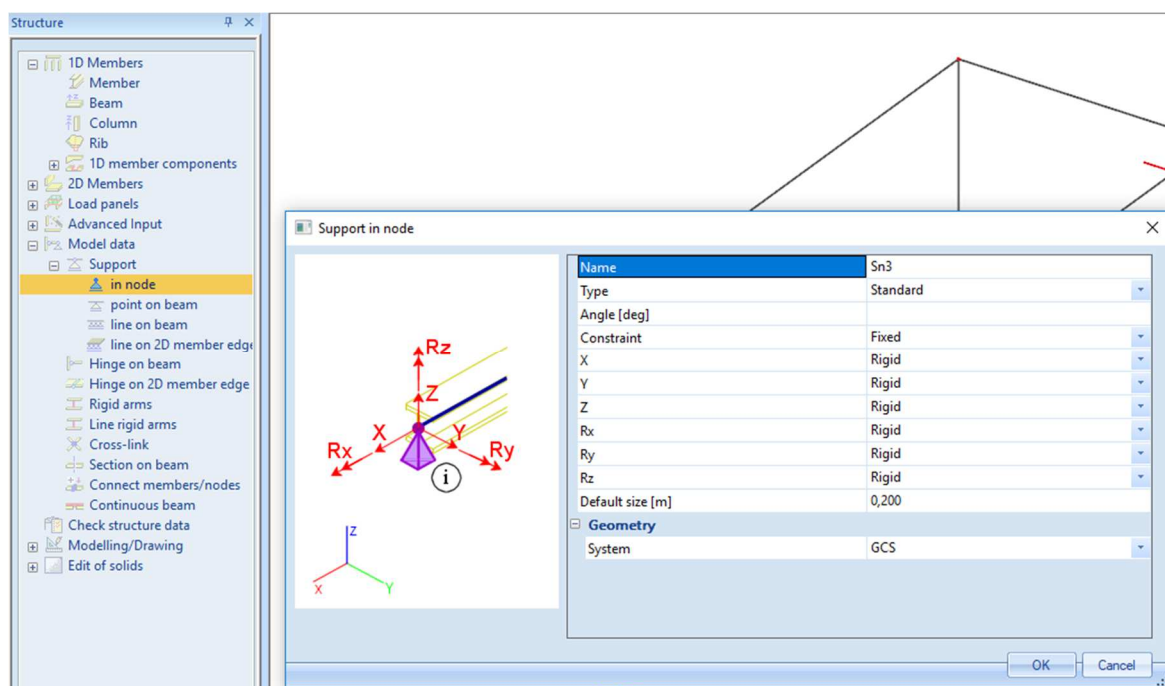 Structure
1D Members
Member
Beam
Column
Rib
1D member components
2D Members
Load panels
Advanced Input
Model data
Support
in node
point on beam
line on beam
line on 2D member edge
Hinge on beam
Hinge on 2D member edge
Rigid arms
Line rigid arms
Cross-link
Section on beam
Connect members/nodes
Continuous beam
Check structure data
Modelling/Drawing
Edit of solids
Support in node
Rz
Z
X
Y
Rx
Ry
i
Z
X
Y
Name Sn3
Type Standard
Angle [deg]
Constraint Fixed
X Rigid
Y Rigid
Z Rigid
Rx Rigid
Ry Rigid
Rz Rigid
Default size [m] 0,200
Geometry
System GCS
OK Cancel